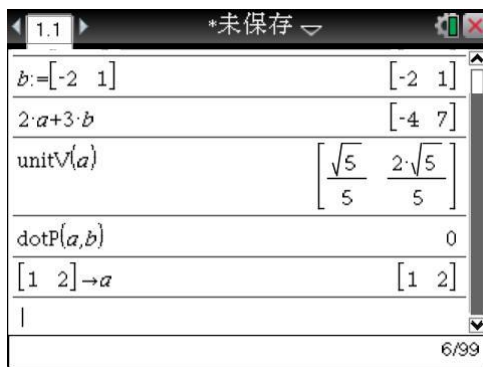 1.1 *未保存
b:=[-2 1] [-2 1]
2·a+3·b [-4 7]
unitV(a) [√5/5 2·√5/5]
dotP(a,b) 0
[1 2]→a [1 2]
6/99